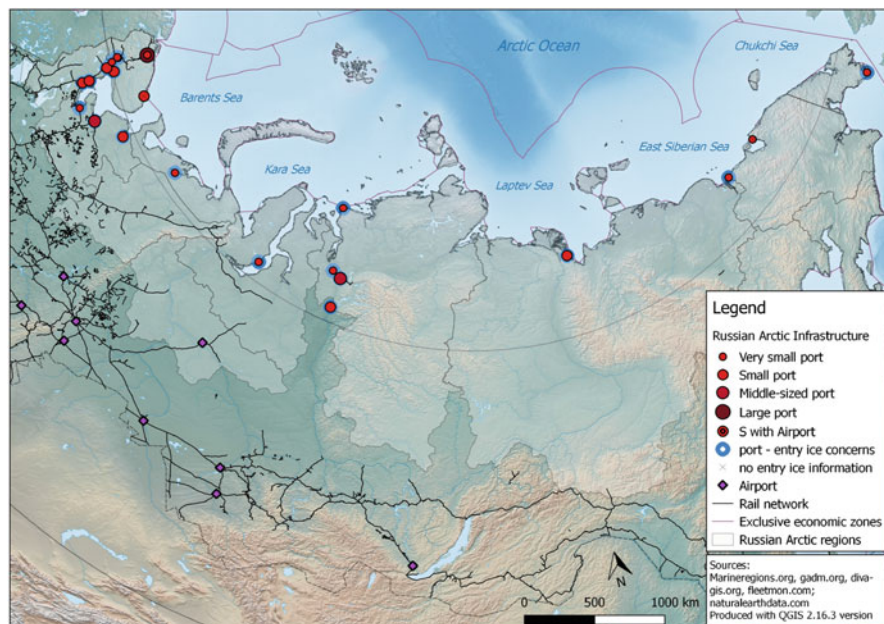 Arctic Ocean
Chukchi Sea
Barents Sea
East Siberian Sea
Kara Sea
Laptev Sea
Legend
Russian Arctic Infrastructure
Very small port
Small port
Middle-sized port
Large port
S with Airport
port - entry ice concerns
no entry ice information
Airport
Rail network
Exclusive economic zones
Russian Arctic regions
N
0 500 1000 km
Sources:
Marineregions.org, gadm.org, diva-
gis.org, fleetmon.com;
naturalearthdata.com
Produced with QGIS 2.16.3 version